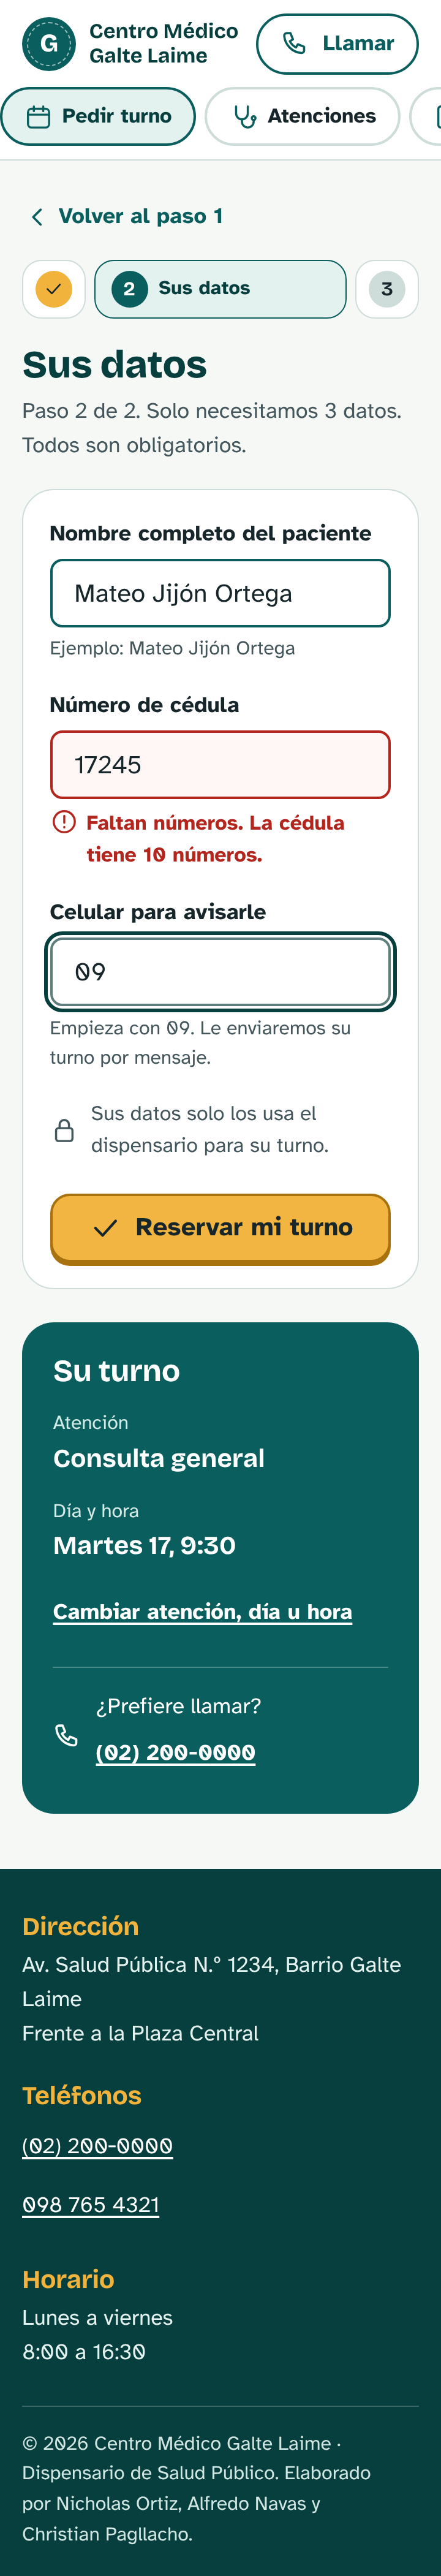 G
Centro Médico
Galte Laime
Llamar
Pedir turno
Atenciones
Volver al paso 1
2 Sus datos
3
Sus datos
Paso 2 de 2. Solo necesitamos 3 datos.
Todos son obligatorios.
Nombre completo del paciente
Mateo Jijón Ortega
Ejemplo: Mateo Jijón Ortega
Número de cédula
17245
Faltan números. La cédula
tiene 10 números.
Celular para avisarle
09
Empieza con 09. Le enviaremos su
turno por mensaje.
Sus datos solo los usa el
dispensario para su turno.
Reservar mi turno
Su turno
Atención
Consulta general
Día y hora
Martes 17, 9:30
Cambiar atención, día u hora
¿Prefiere llamar?
(02) 200-0000
Dirección
Av. Salud Pública N.º 1234, Barrio Galte
Laime
Frente a la Plaza Central
Teléfonos
(02) 200-0000
098 765 4321
Horario
Lunes a viernes
8:00 a 16:30
© 2026 Centro Médico Galte Laime ·
Dispensario de Salud Público. Elaborado
por Nicholas Ortiz, Alfredo Navas y
Christian Pagllacho.